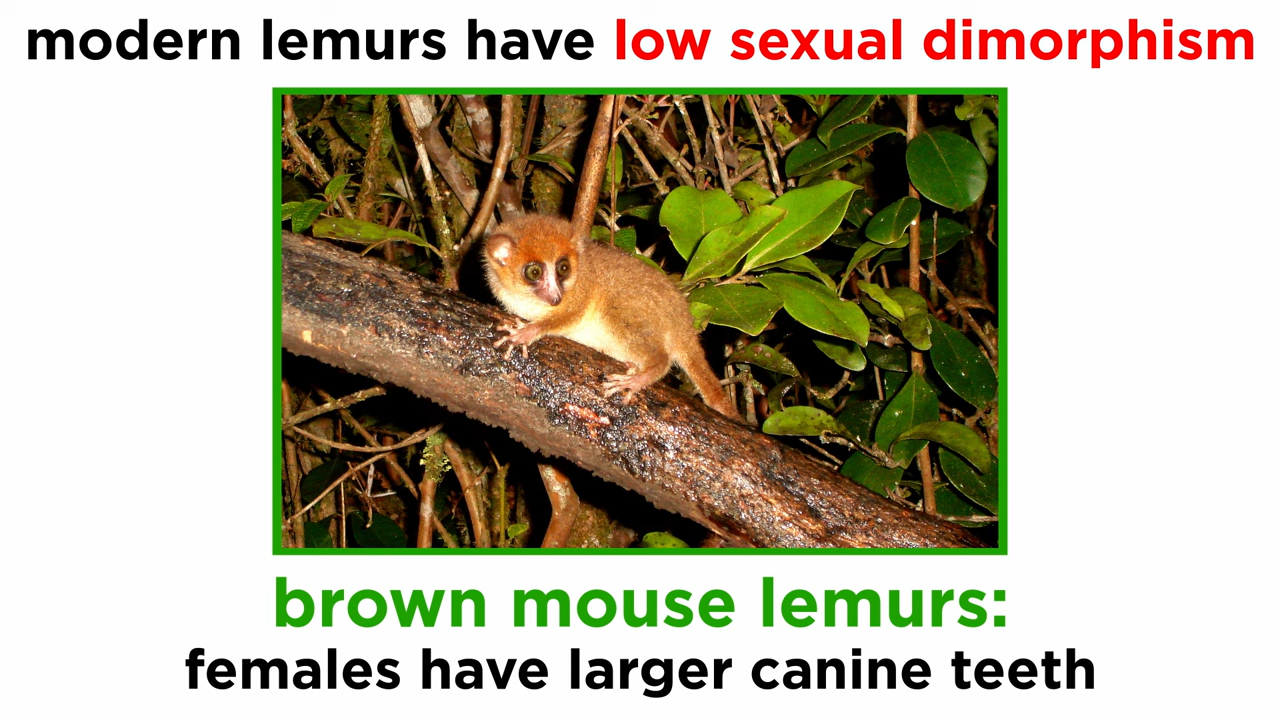 modern lemurs have low sexual dimorphism
brown mouse lemurs:
females have larger canine teeth